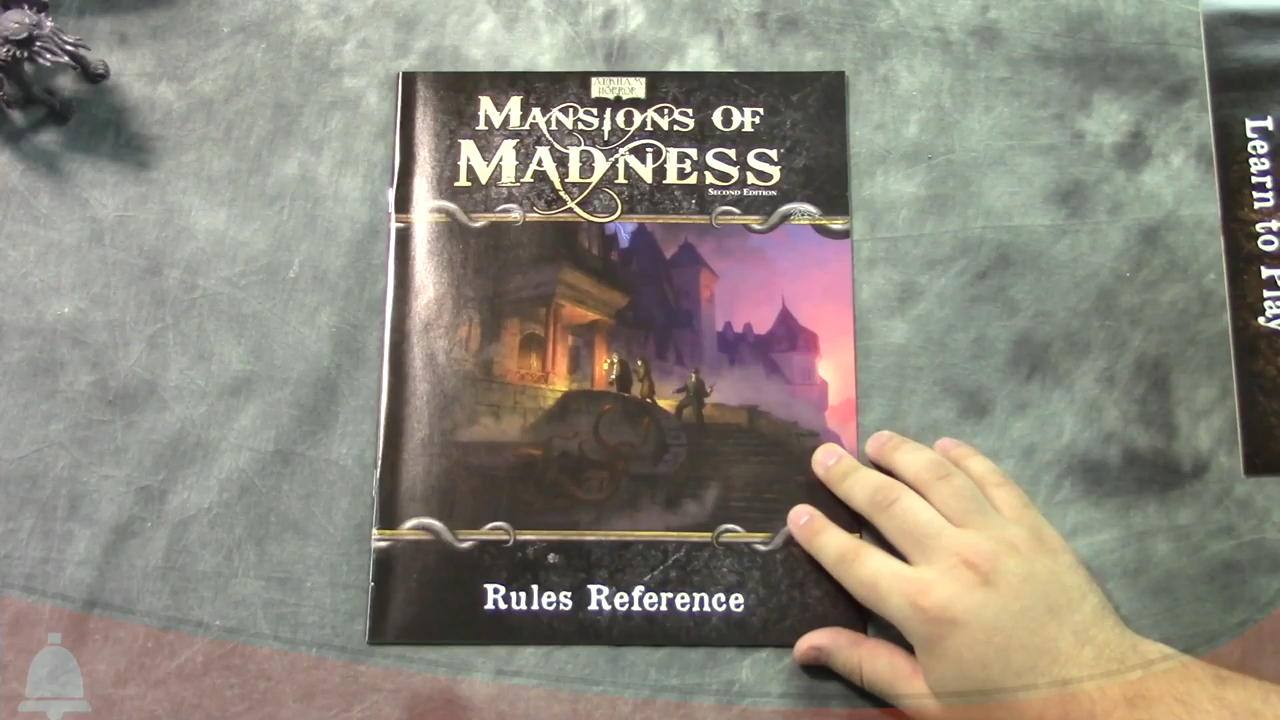 ARKHAM
HORROR
MANSIONS OF
MADNESS
SECOND EDITION
Rules Reference
Learn to Play